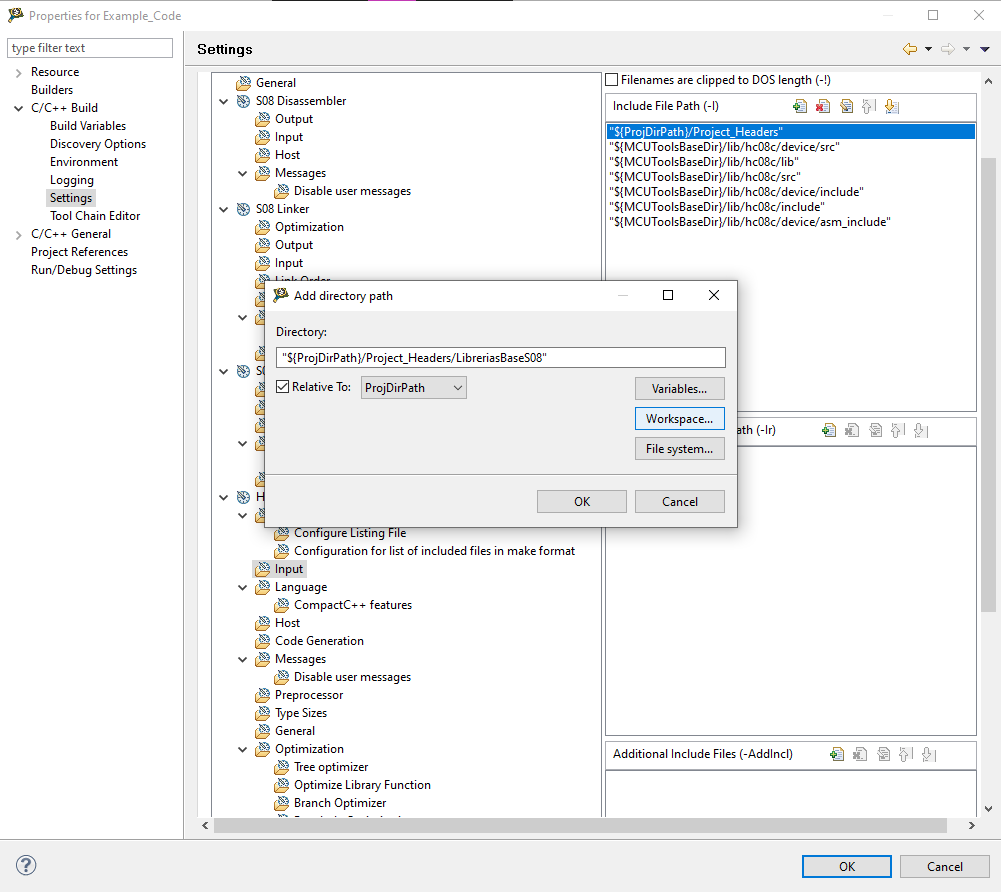 Properties for Example_Code
type filter text
Resource
Builders
C/C++ Build
Build Variables
Discovery Options
Environment
Logging
Settings
Tool Chain Editor
C/C++ General
Project References
Run/Debug Settings
Settings
General
S08 Disassembler
Output
Input
Host
Messages
Disable user messages
S08 Linker
Optimization
Output
Input
Configure Listing File
Configuration for list of included files in make format
Input
Language
CompactC++ features
Host
Code Generation
Messages
Disable user messages
Preprocessor
Type Sizes
General
Optimization
Tree optimizer
Optimize Library Function
Branch Optimizer
Filenames are clipped to DOS length (-!)
Include File Path (-I)
"${ProjDirPath}/Project_Headers"
"${MCUToolsBaseDir}/lib/hc08c/device/src"
"${MCUToolsBaseDir}/lib/hc08c/lib"
"${MCUToolsBaseDir}/lib/hc08c/src"
"${MCUToolsBaseDir}/lib/hc08c/device/include"
"${MCUToolsBaseDir}/lib/hc08c/include"
"${MCUToolsBaseDir}/lib/hc08c/device/asm_include"
(-Ir)
Additional Include Files (-AddIncl)
Add directory path
Directory:
"${ProjDirPath}/Project_Headers/LibreriasBaseS08"
Relative To: ProjDirPath
Variables...
Workspace...
File system...
OK Cancel
OK Cancel